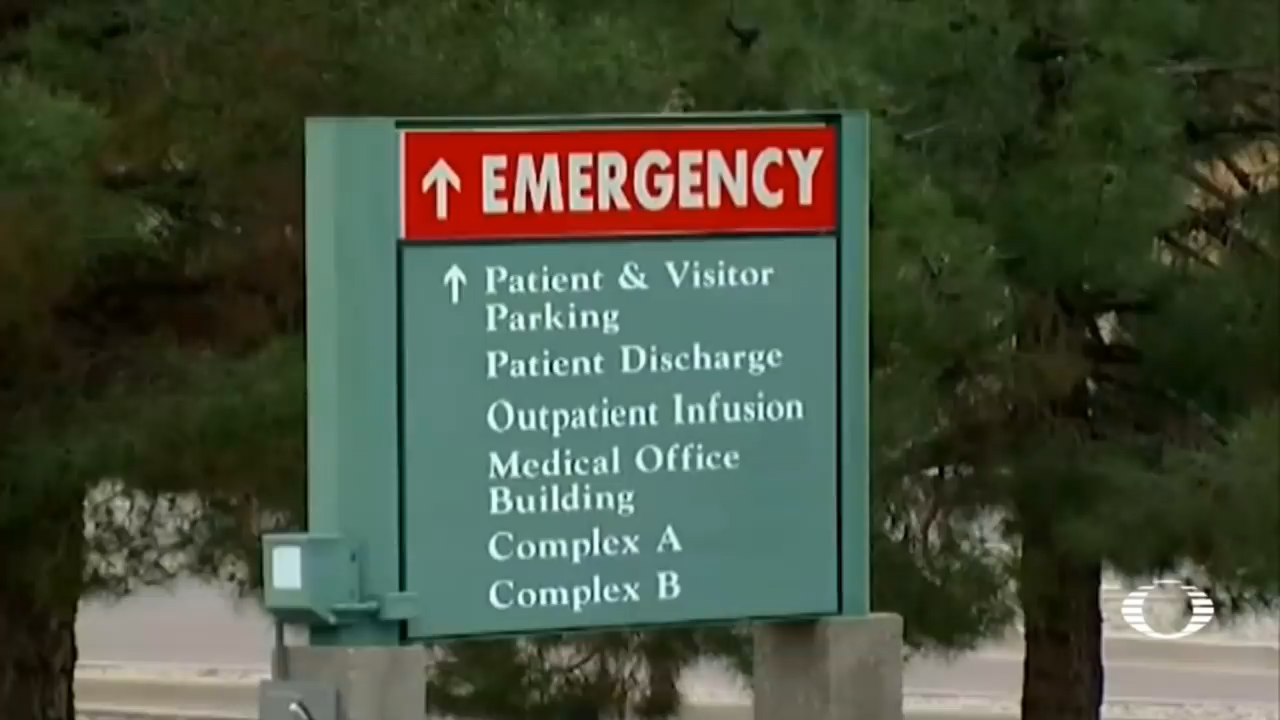 ↑ EMERGENCY
↑ Patient & Visitor
Parking
Patient Discharge
Outpatient Infusion
Medical Office
Building
Complex A
Complex B